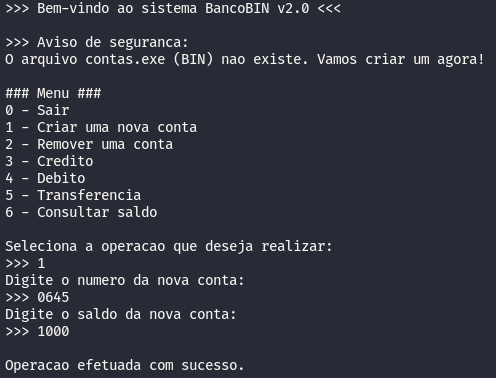 >>> Bem-vindo ao sistema BancoBIN v2.0 <<<
>>> Aviso de seguranca:
O arquivo contas.exe (BIN) nao existe. Vamos criar um agora!
### Menu ###
0 - Sair
1 - Criar uma nova conta
2 - Remover uma conta
3 - Credito
4 - Debito
5 - Transferencia
6 - Consultar saldo
Seleciona a operacao que deseja realizar:
>>> 1
Digite o numero da nova conta:
>>> 0645
Digite o saldo da nova conta:
>>> 1000
Operacao efetuada com sucesso.